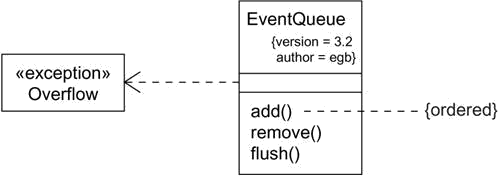 EventQueue
{version = 3.2
author = egb}
«exception»
Overflow
add()
{ordered}
remove()
flush()